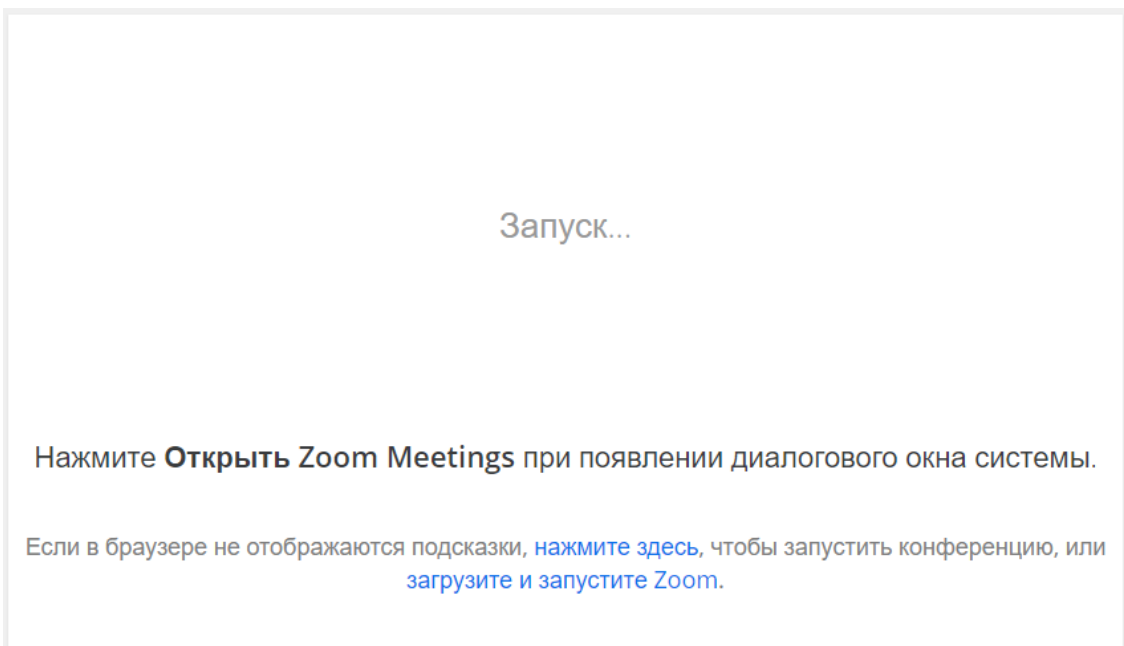 Запуск...
Нажмите Открыть Zoom Meetings при появлении диалогового окна системы.
Если в браузере не отображаются подсказки, нажмите здесь, чтобы запустить конференцию, или
загрузите и запустите Zoom.